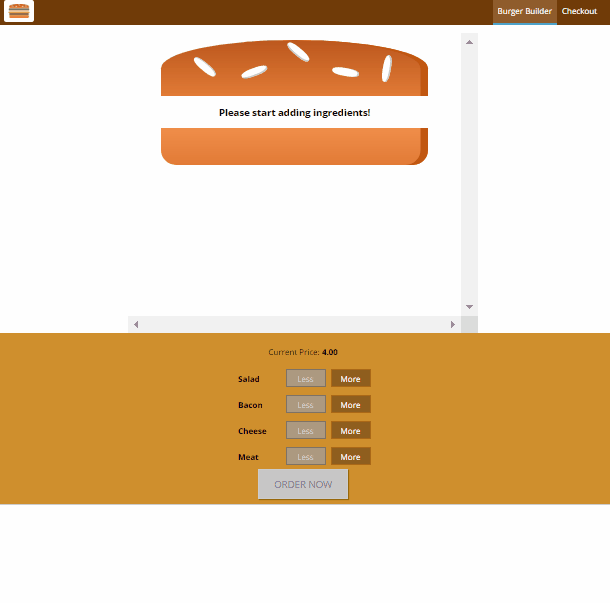 Burger Builder Checkout
Please start adding ingredients!
Current Price: 4.00
Salad Less More
Bacon Less More
Cheese Less More
Meat Less More
ORDER NOW